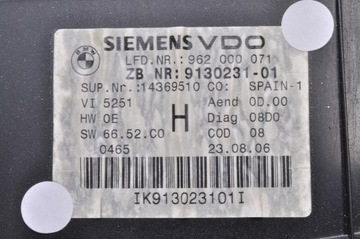 BMW
SIEMENS VDO
LFD.NR.: 962 000 071
ZB NR: 9130231-01
SUP.Nr.:14369510 CO: SPAIN-1
VI 5251 Aend 0D.00
HW 0E H Diag 08D0
SW 66.52.C0 COD 08
0465 23.08.06
IK913023101I